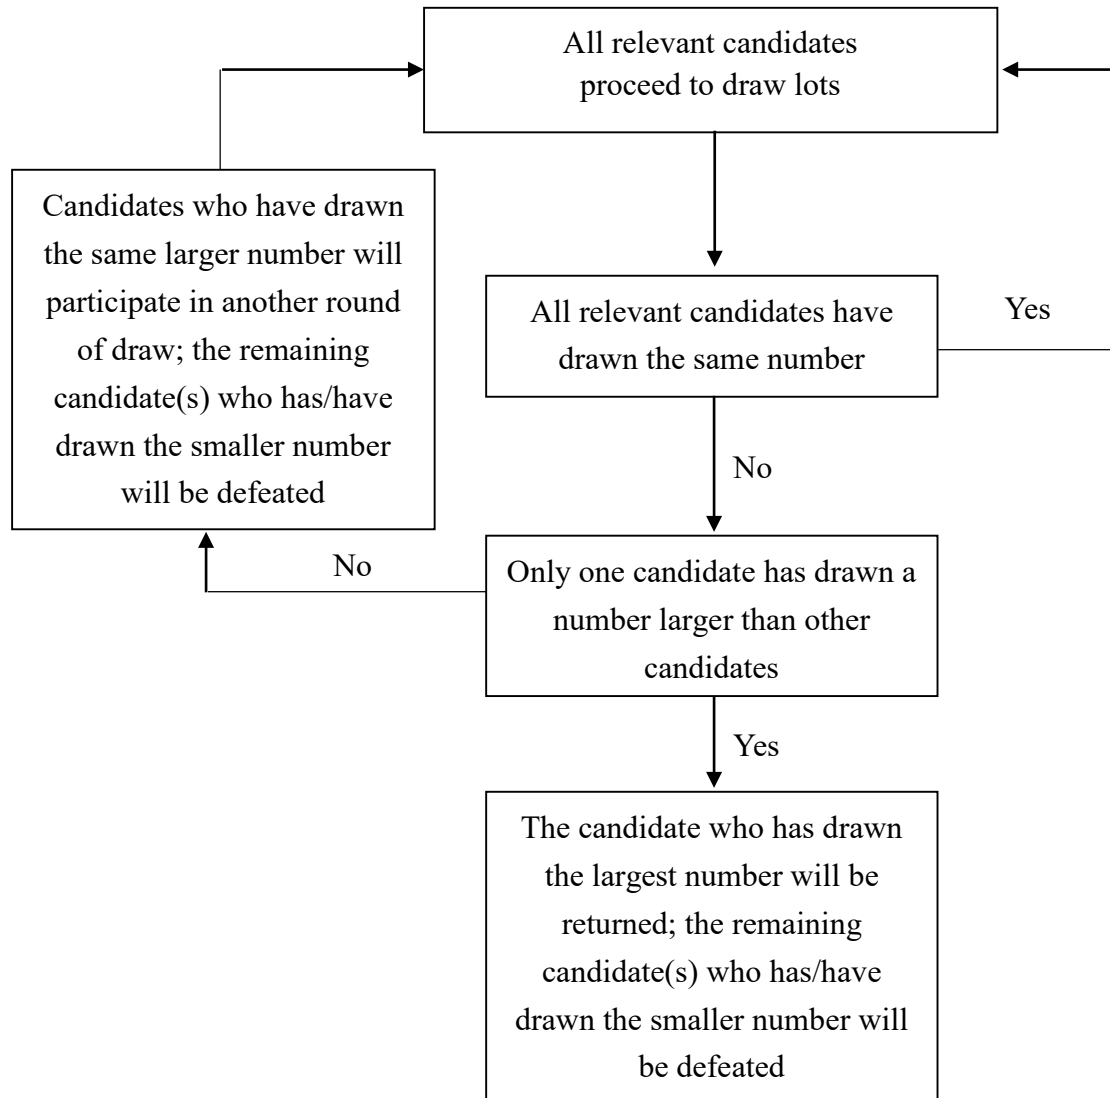 All relevant candidates
proceed to draw lots
Candidates who have drawn
the same larger number will
participate in another round
of draw; the remaining
candidate(s) who has/have
drawn the smaller number
will be defeated
All relevant candidates have
drawn the same number
Yes
No
No
Only one candidate has drawn a
number larger than other
candidates
Yes
The candidate who has drawn
the largest number will be
returned; the remaining
candidate(s) who has/have
drawn the smaller number will
be defeated